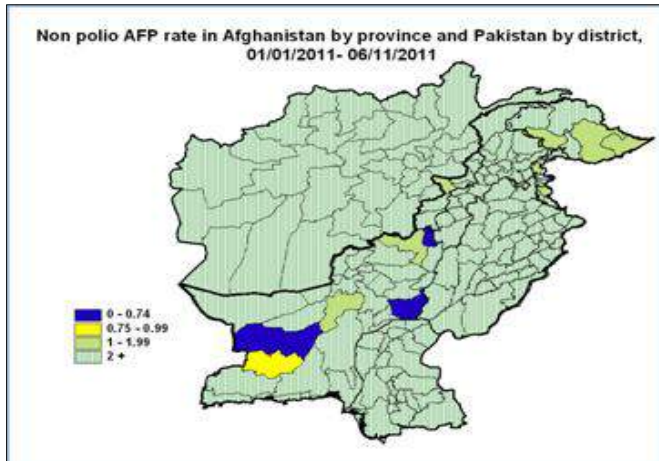 Non polio AFP rate in Afghanistan by province and Pakistan by district,
01/01/2011- 06/11/2011
0 - 0.74
0.75 - 0.99
1 - 1.99
2 +